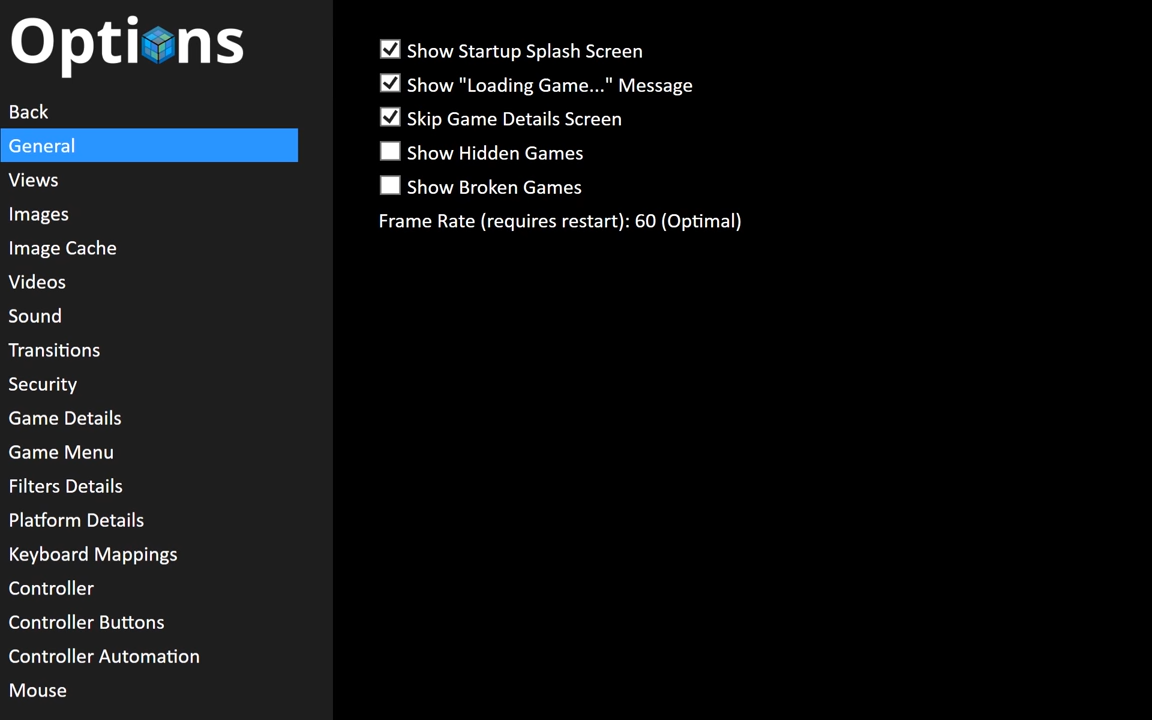 Options
Back
General
Views
Images
Image Cache
Videos
Sound
Transitions
Security
Game Details
Game Menu
Filters Details
Platform Details
Keyboard Mappings
Controller
Controller Buttons
Controller Automation
Mouse
Show Startup Splash Screen
Show "Loading Game..." Message
Skip Game Details Screen
Show Hidden Games
Show Broken Games
Frame Rate (requires restart): 60 (Optimal)